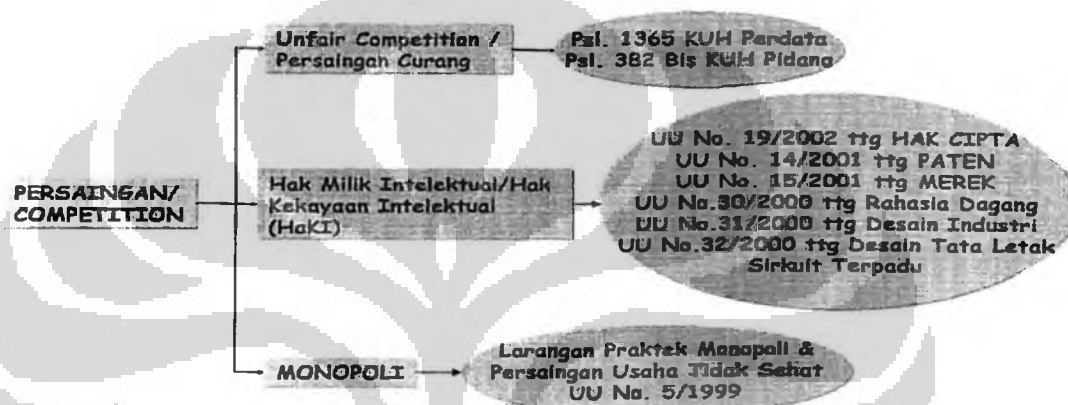 PERSAINGAN/
COMPETITION
Unfair Competition /
Persaingan Curang
Psl. 1365 KUH Perdata
Psl. 382 Bis KUH Pidana
Hak Milik Intelektual/Hak
Kekayaan Intelektual
(HaKI)
UU No. 19/2002 ttg HAK CIPTA
UU No. 14/2001 ttg PATEN
UU No. 15/2001 ttg MEREK
UU No.30/2000 ttg Rahasia Dagang
UU No.31/2000 ttg Desain Industri
UU No.32/2000 ttg Desain Tata Letak
Sirkuit Terpadu
MONOPOLI
Larangan Praktek Monopoli &
Persaingan Usaha Tidak Sehat
UU No. 5/1999